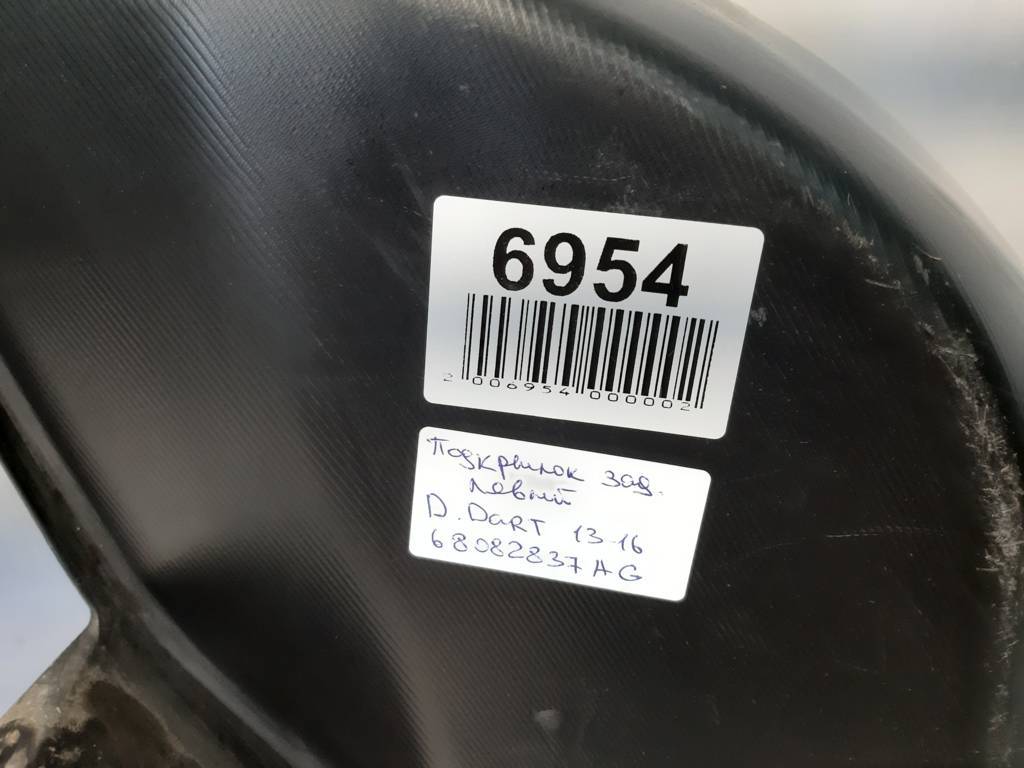 6954
2 006954 000002
Подкрылок зад.
левый
D. Dart 13-16
68082837AG